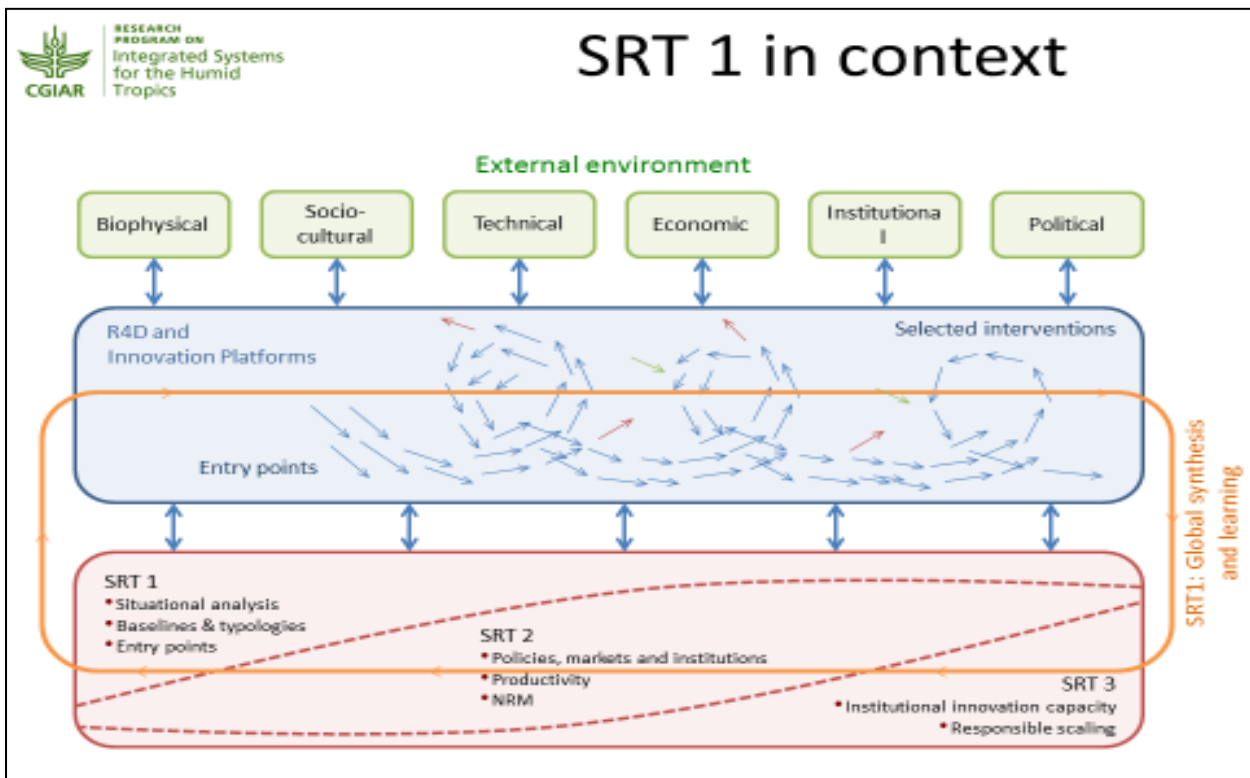 RESEARCH
PROGRAM ON
Integrated Systems
for the Humid
Tropics
CGIAR
SRT 1 in context
External environment
Biophysical
Socio-
cultural
Technical
Economic
Institutiona
l
Political
R4D and
Innovation Platforms
Selected interventions
Entry points
SRT1: Global synthesis
and learning
SRT 1
•Situational analysis
•Baselines & typologies
•Entry points
SRT 2
•Policies, markets and institutions
•Productivity
•NRM
SRT 3
•Institutional innovation capacity
•Responsible scaling